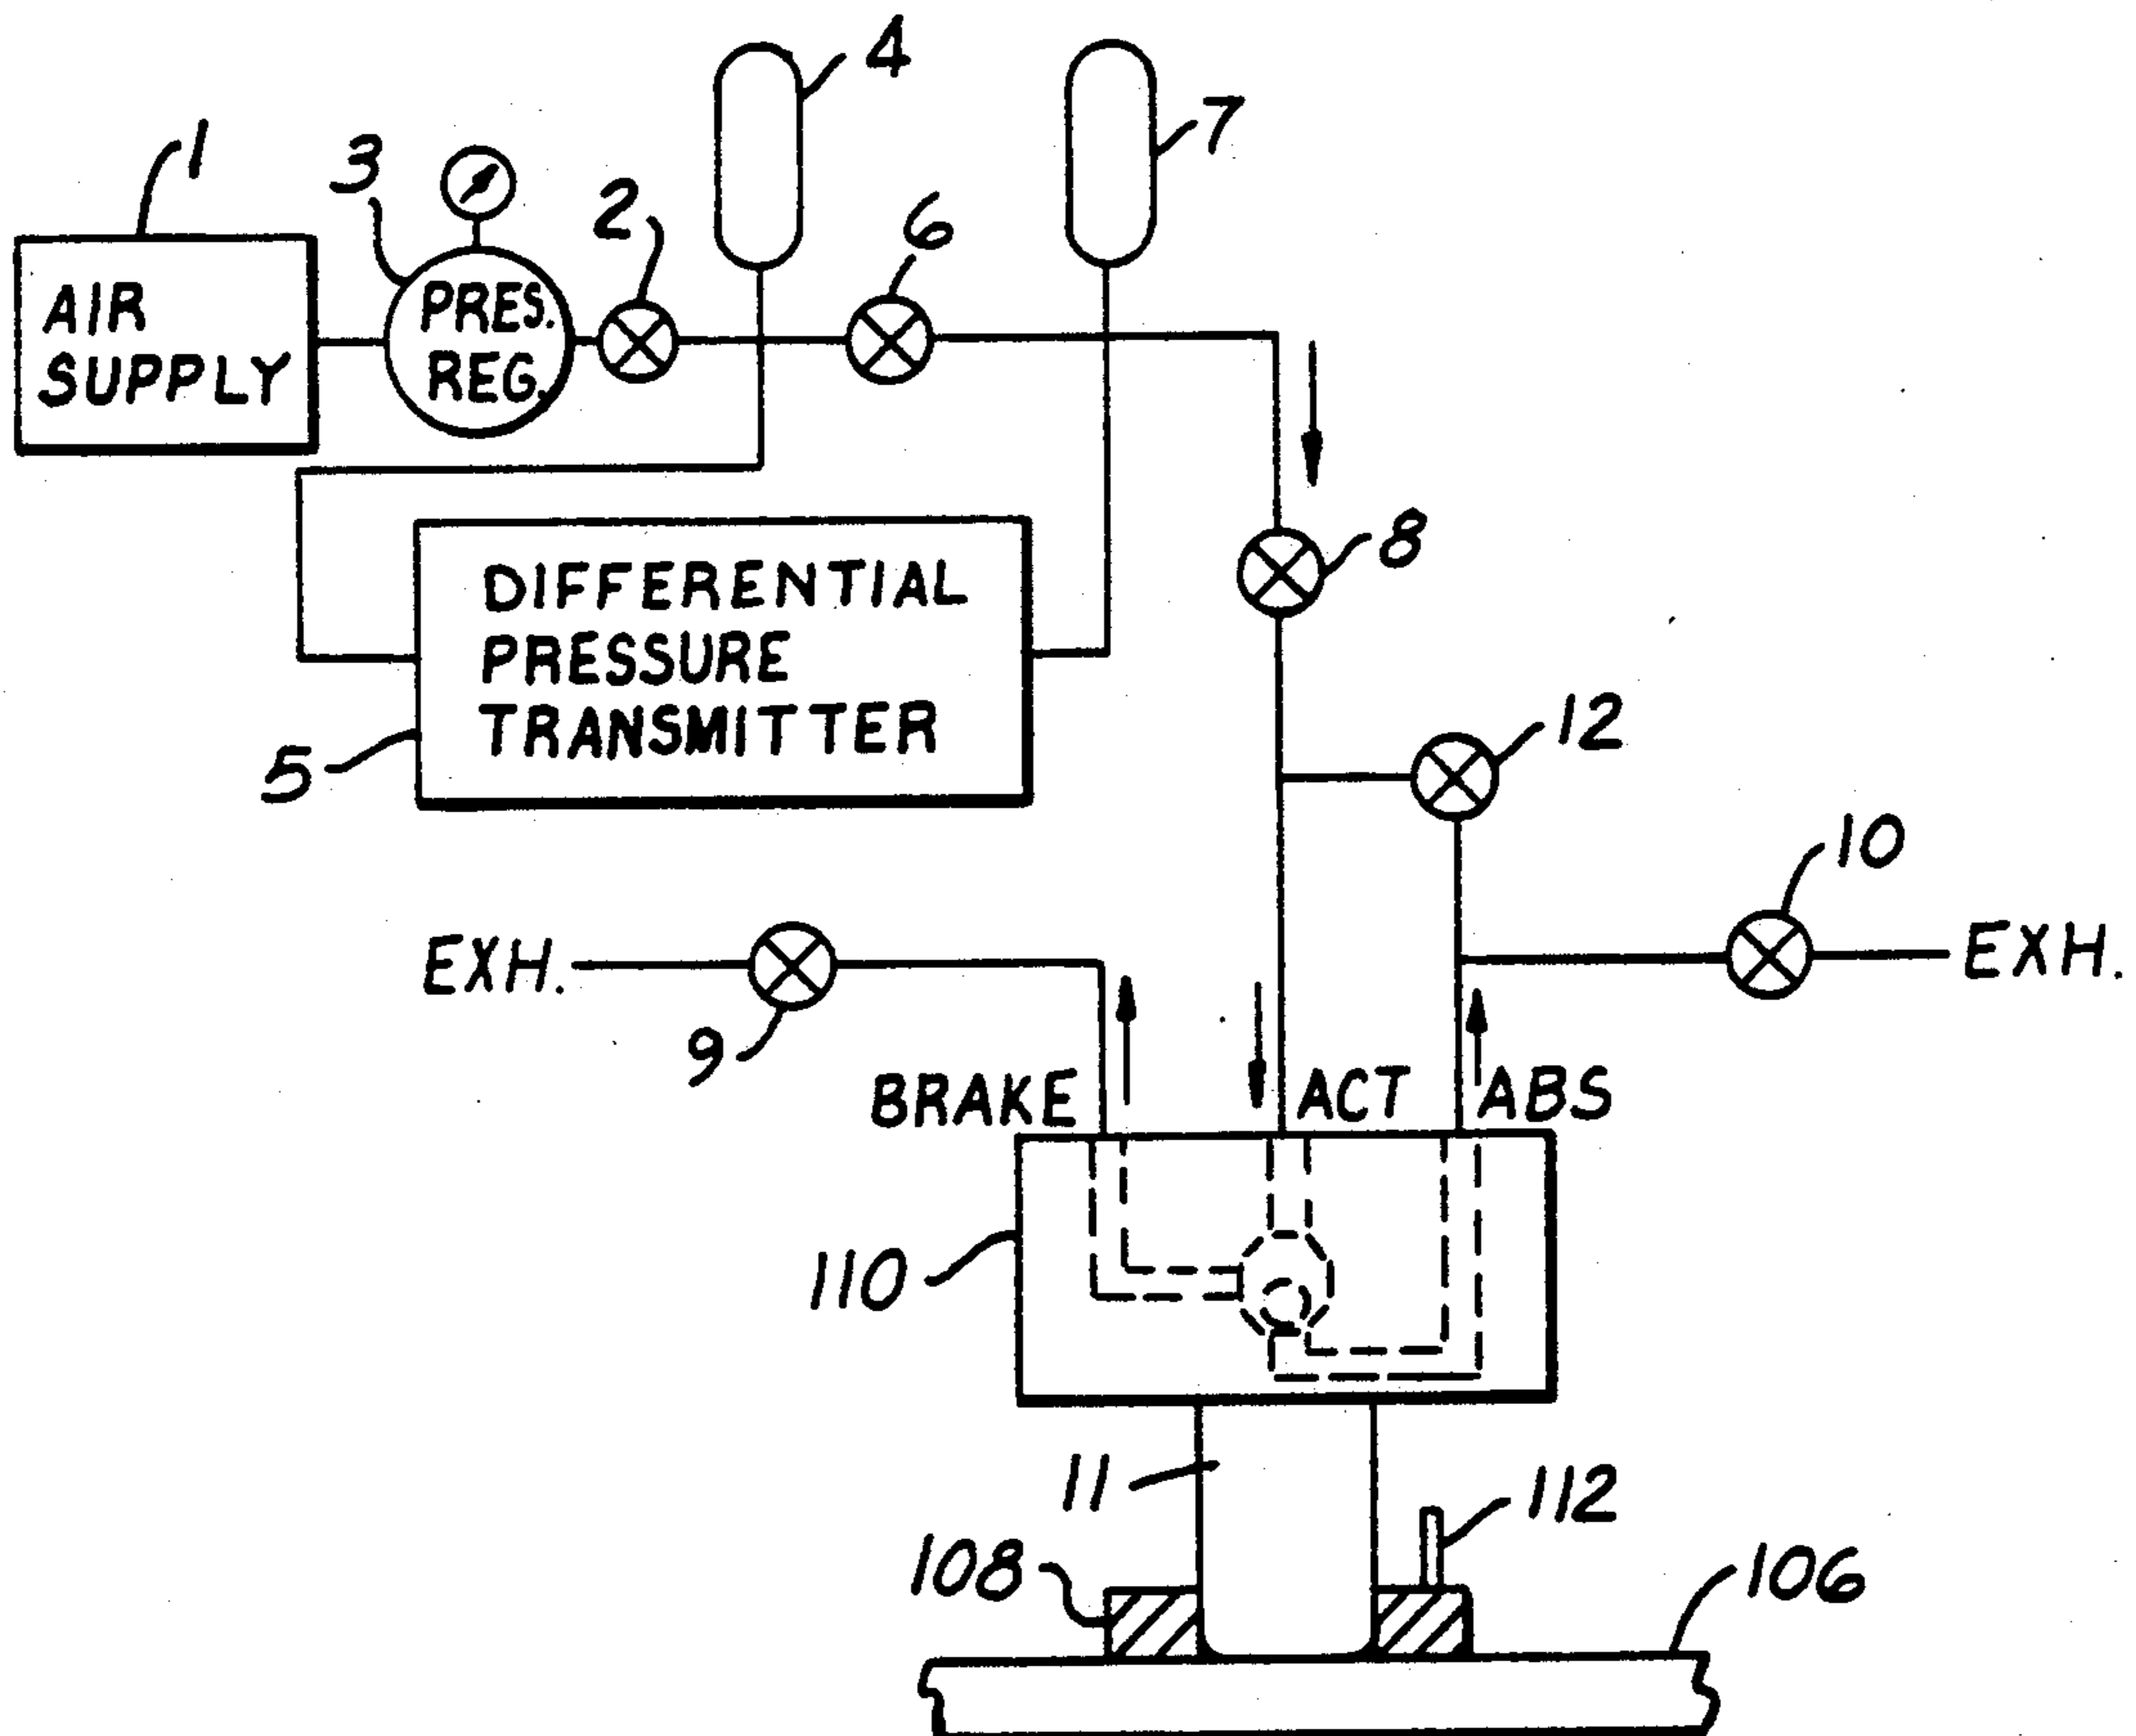 4
7
1
3
2
6
AIR
SUPPLY
PRES.
REG.
8
DIFFERENTIAL
PRESSURE
TRANSMITTER
5
12
10
EXH.
EXH.
9
BRAKE
ACT
ABS
110
11
112
108
106